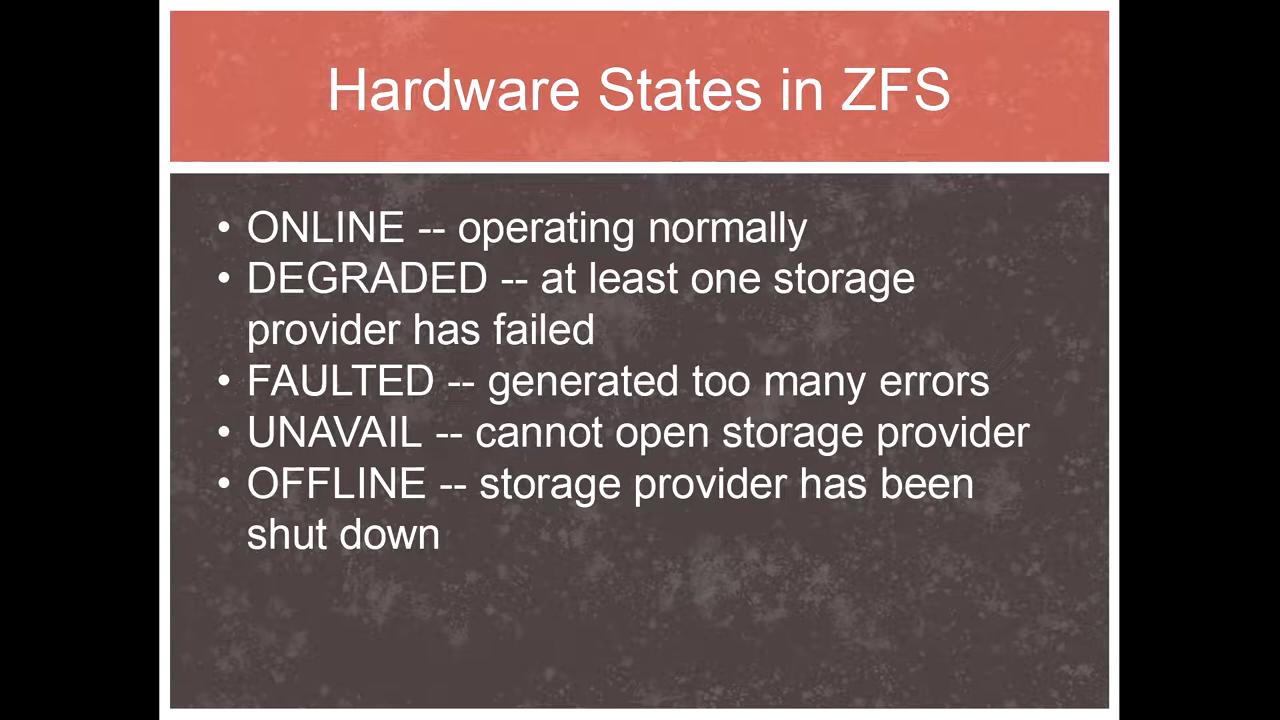 Hardware States in ZFS
• ONLINE -- operating normally
• DEGRADED -- at least one storage
provider has failed
• FAULTED -- generated too many errors
• UNAVAIL -- cannot open storage provider
• OFFLINE -- storage provider has been
shut down